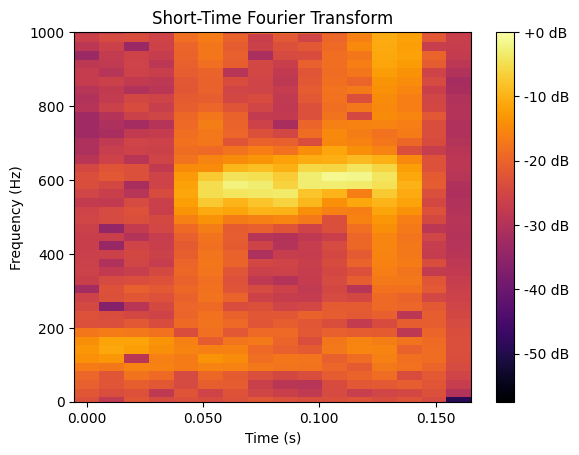 Short-Time Fourier Transform
1000
800
600
400
200
0
Frequency (Hz)
0.000
0.050
0.100
0.150
Time (s)
+0 dB
-10 dB
-20 dB
-30 dB
-40 dB
-50 dB